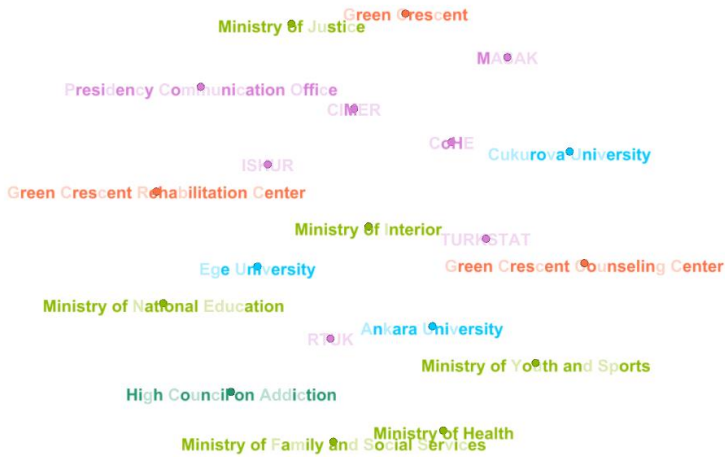 Green Crescent
Ministry of Justice
MASAK
Presidency Communication Office
CIMER
CoHE
Cukurova University
ISKUR
Green Crescent Rehabilitation Center
Ministry of Interior
TURKSTAT
Ege University
Green Crescent Counseling Center
Ministry of National Education
Ankara University
RTUK
Ministry of Youth and Sports
High Council on Addiction
Ministry of Health
Ministry of Family and Social Services